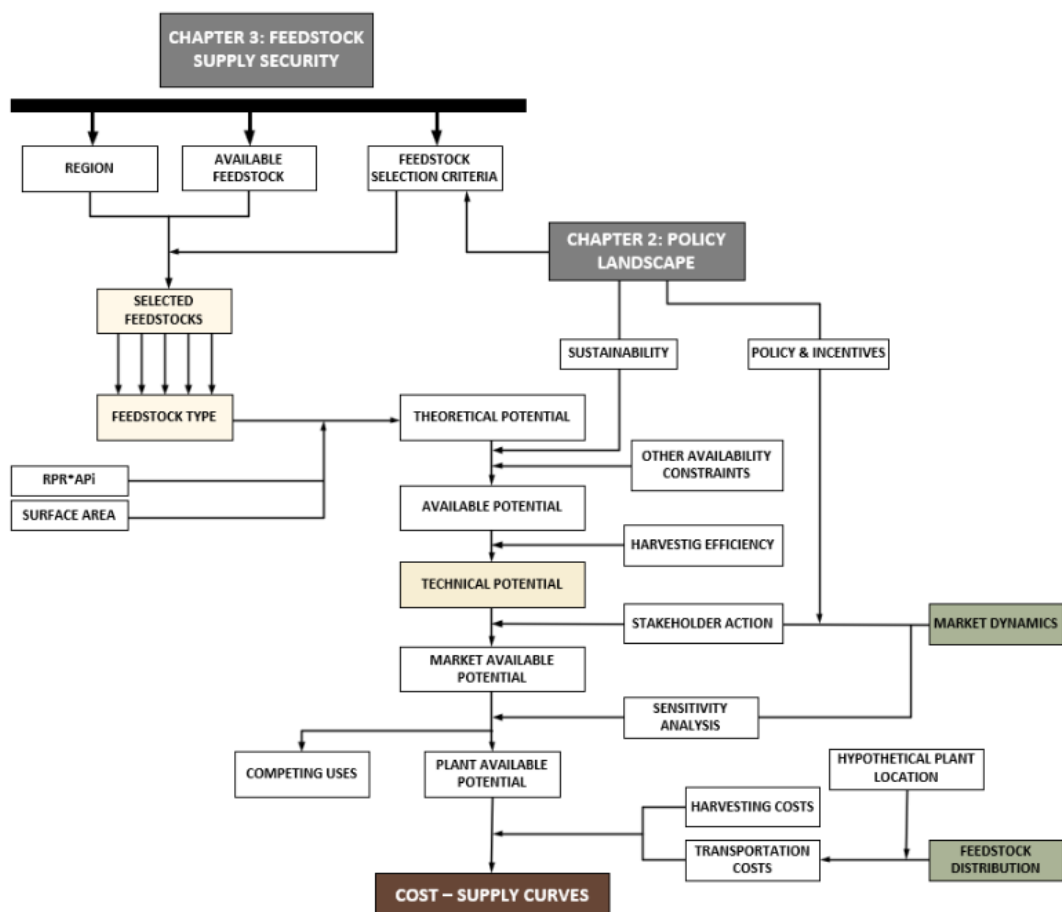 CHAPTER 3: FEEDSTOCK
SUPPLY SECURITY
REGION
AVAILABLE
FEEDSTOCK
FEEDSTOCK
SELECTION CRITERIA
CHAPTER 2: POLICY
LANDSCAPE
SELECTED
FEEDSTOCKS
SUSTAINABILITY
POLICY & INCENTIVES
FEEDSTOCK TYPE
THEORETICAL POTENTIAL
OTHER AVAILABILITY
CONSTRAINTS
RPR*APi
SURFACE AREA
AVAILABLE POTENTIAL
HARVESTIG EFFICIENCY
TECHNICAL POTENTIAL
STAKEHOLDER ACTION
MARKET DYNAMICS
MARKET AVAILABLE
POTENTIAL
SENSITIVITY
ANALYSIS
COMPETING USES
PLANT AVAILABLE
POTENTIAL
HYPOTHETICAL PLANT
LOCATION
HARVESTING COSTS
TRANSPORTATION
COSTS
FEEDSTOCK
DISTRIBUTION
COST – SUPPLY CURVES